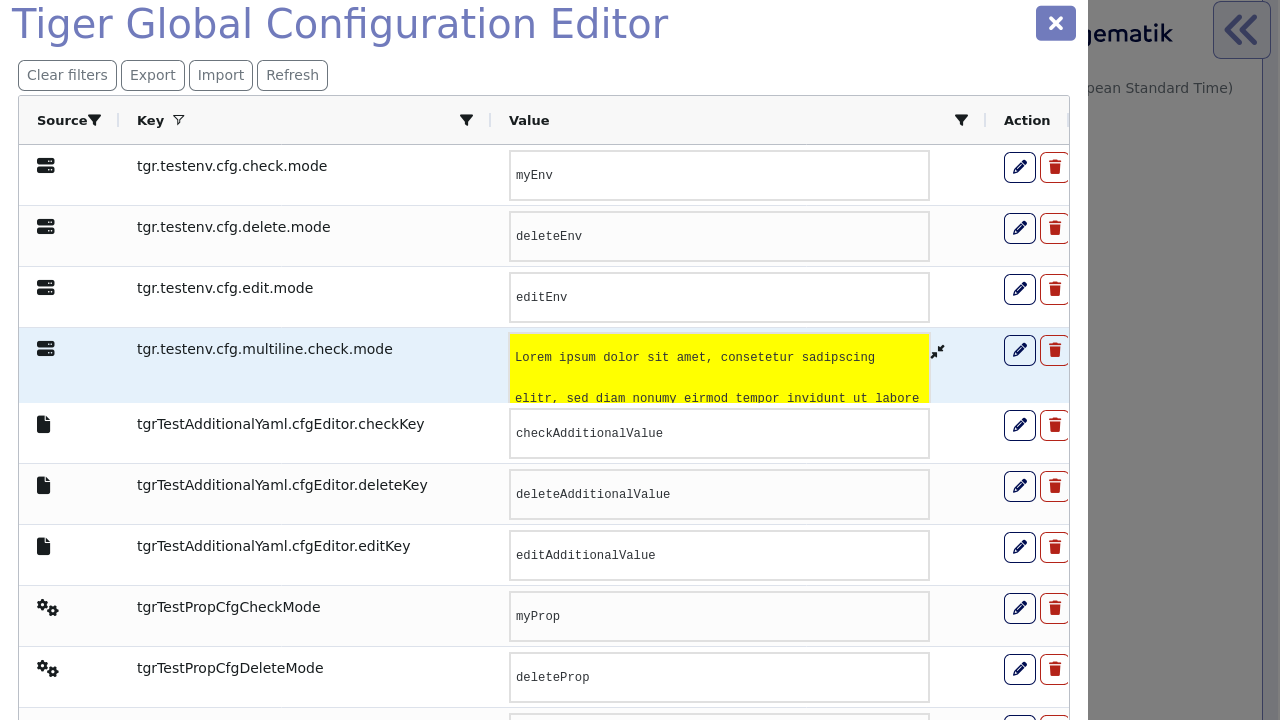 Tiger Global Configuration Editor
gematik
Clear filters Export Import Refresh
pean Standard Time)
Source Key Value Action
tgr.testenv.cfg.check.mode myEnv
tgr.testenv.cfg.delete.mode deleteEnv
tgr.testenv.cfg.edit.mode editEnv
tgr.testenv.cfg.multiline.check.mode Lorem ipsum dolor sit amet, consetetur sadipscing
elitr, sed diam nonumy eirmod tempor invidunt ut labore
tgrTestAdditionalYaml.cfgEditor.checkKey checkAdditionalValue
tgrTestAdditionalYaml.cfgEditor.deleteKey deleteAdditionalValue
tgrTestAdditionalYaml.cfgEditor.editKey editAdditionalValue
tgrTestPropCfgCheckMode myProp
tgrTestPropCfgDeleteMode deleteProp